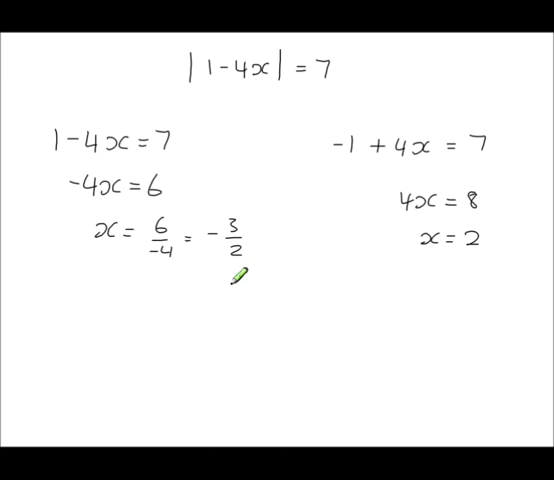 |1-4x| = 7
1-4x = 7
-4x = 6
x = 6/-4 = -3/2
-1 + 4x = 7
4x = 8
x = 2